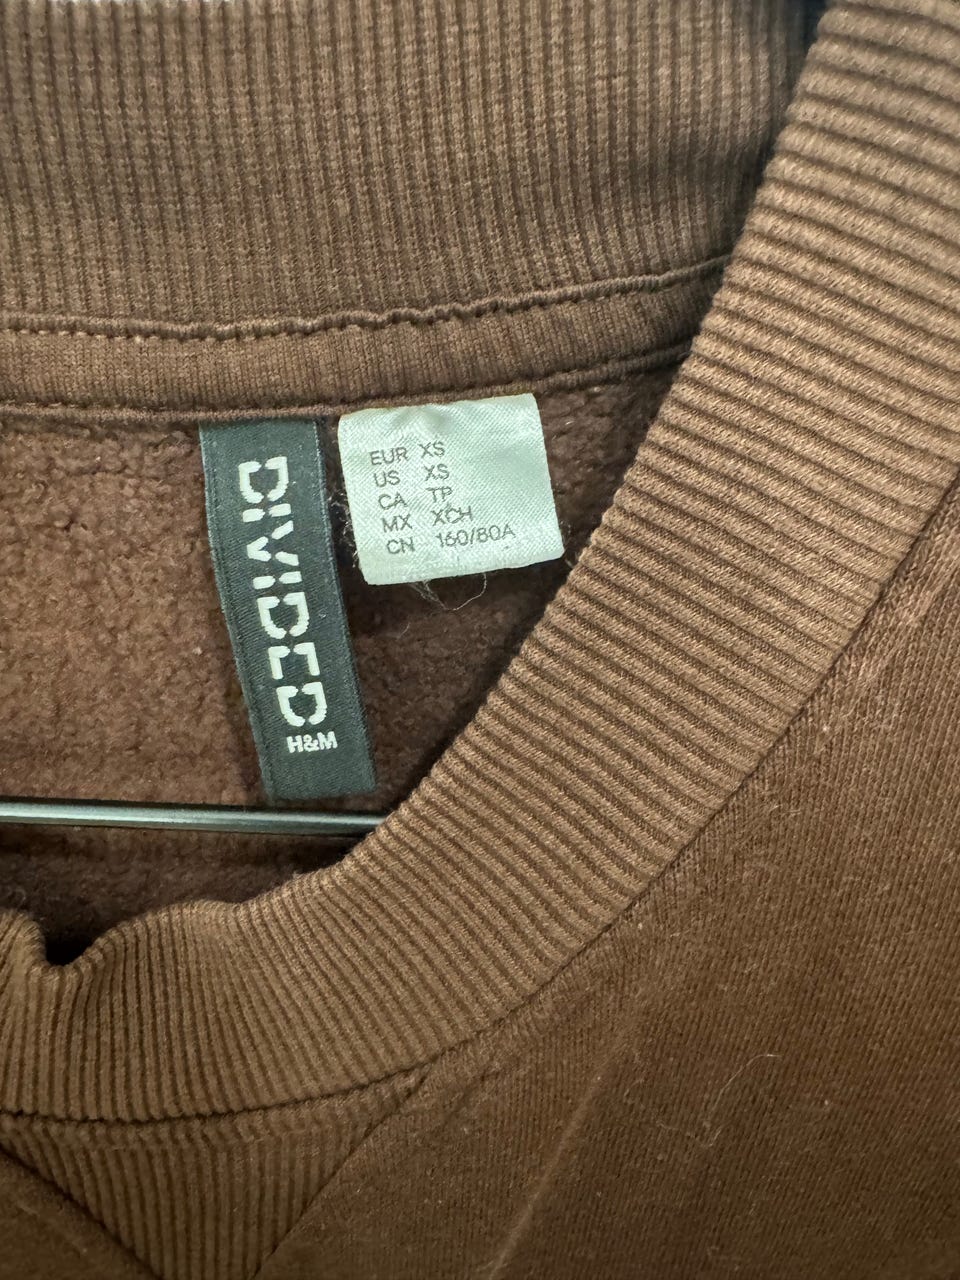 DIVIDED
H&M
EUR XS
US XS
CA TP
MX XCH
CN 160/80A